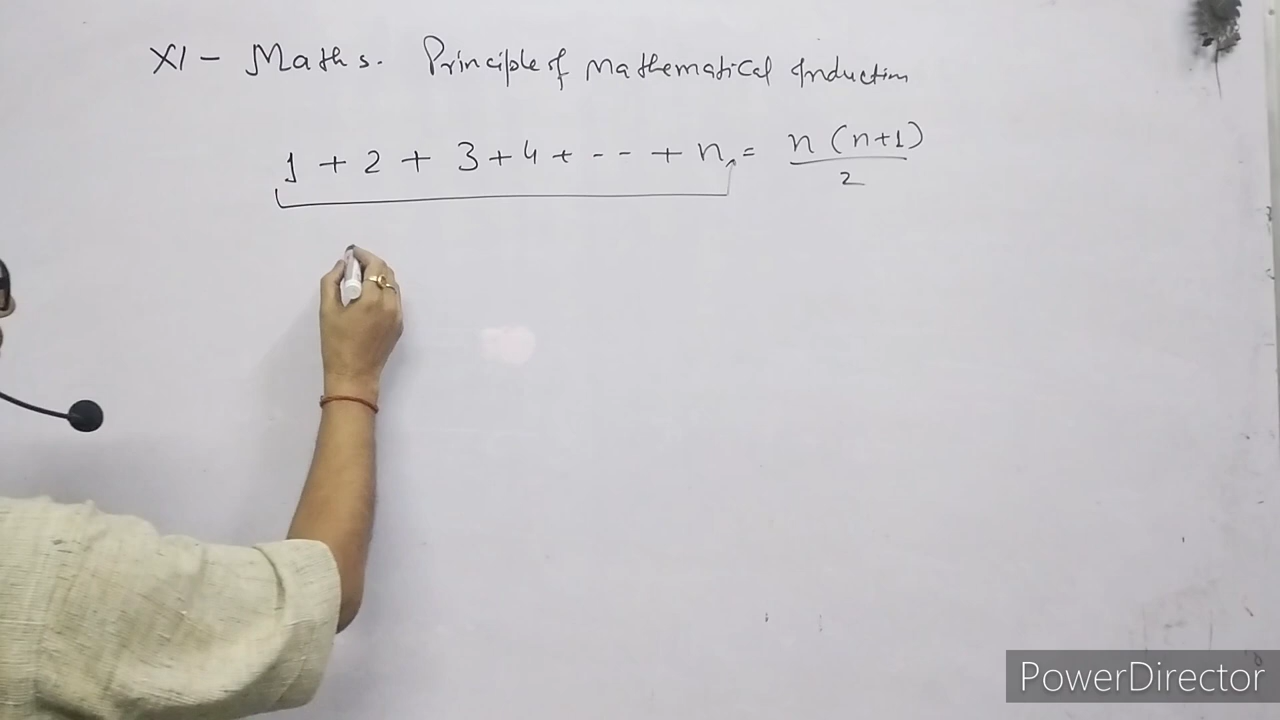 XI - Maths. Principle of Mathematical Induction
1 + 2 + 3 + 4 + - - + n = n (n+1)
2
PowerDirector